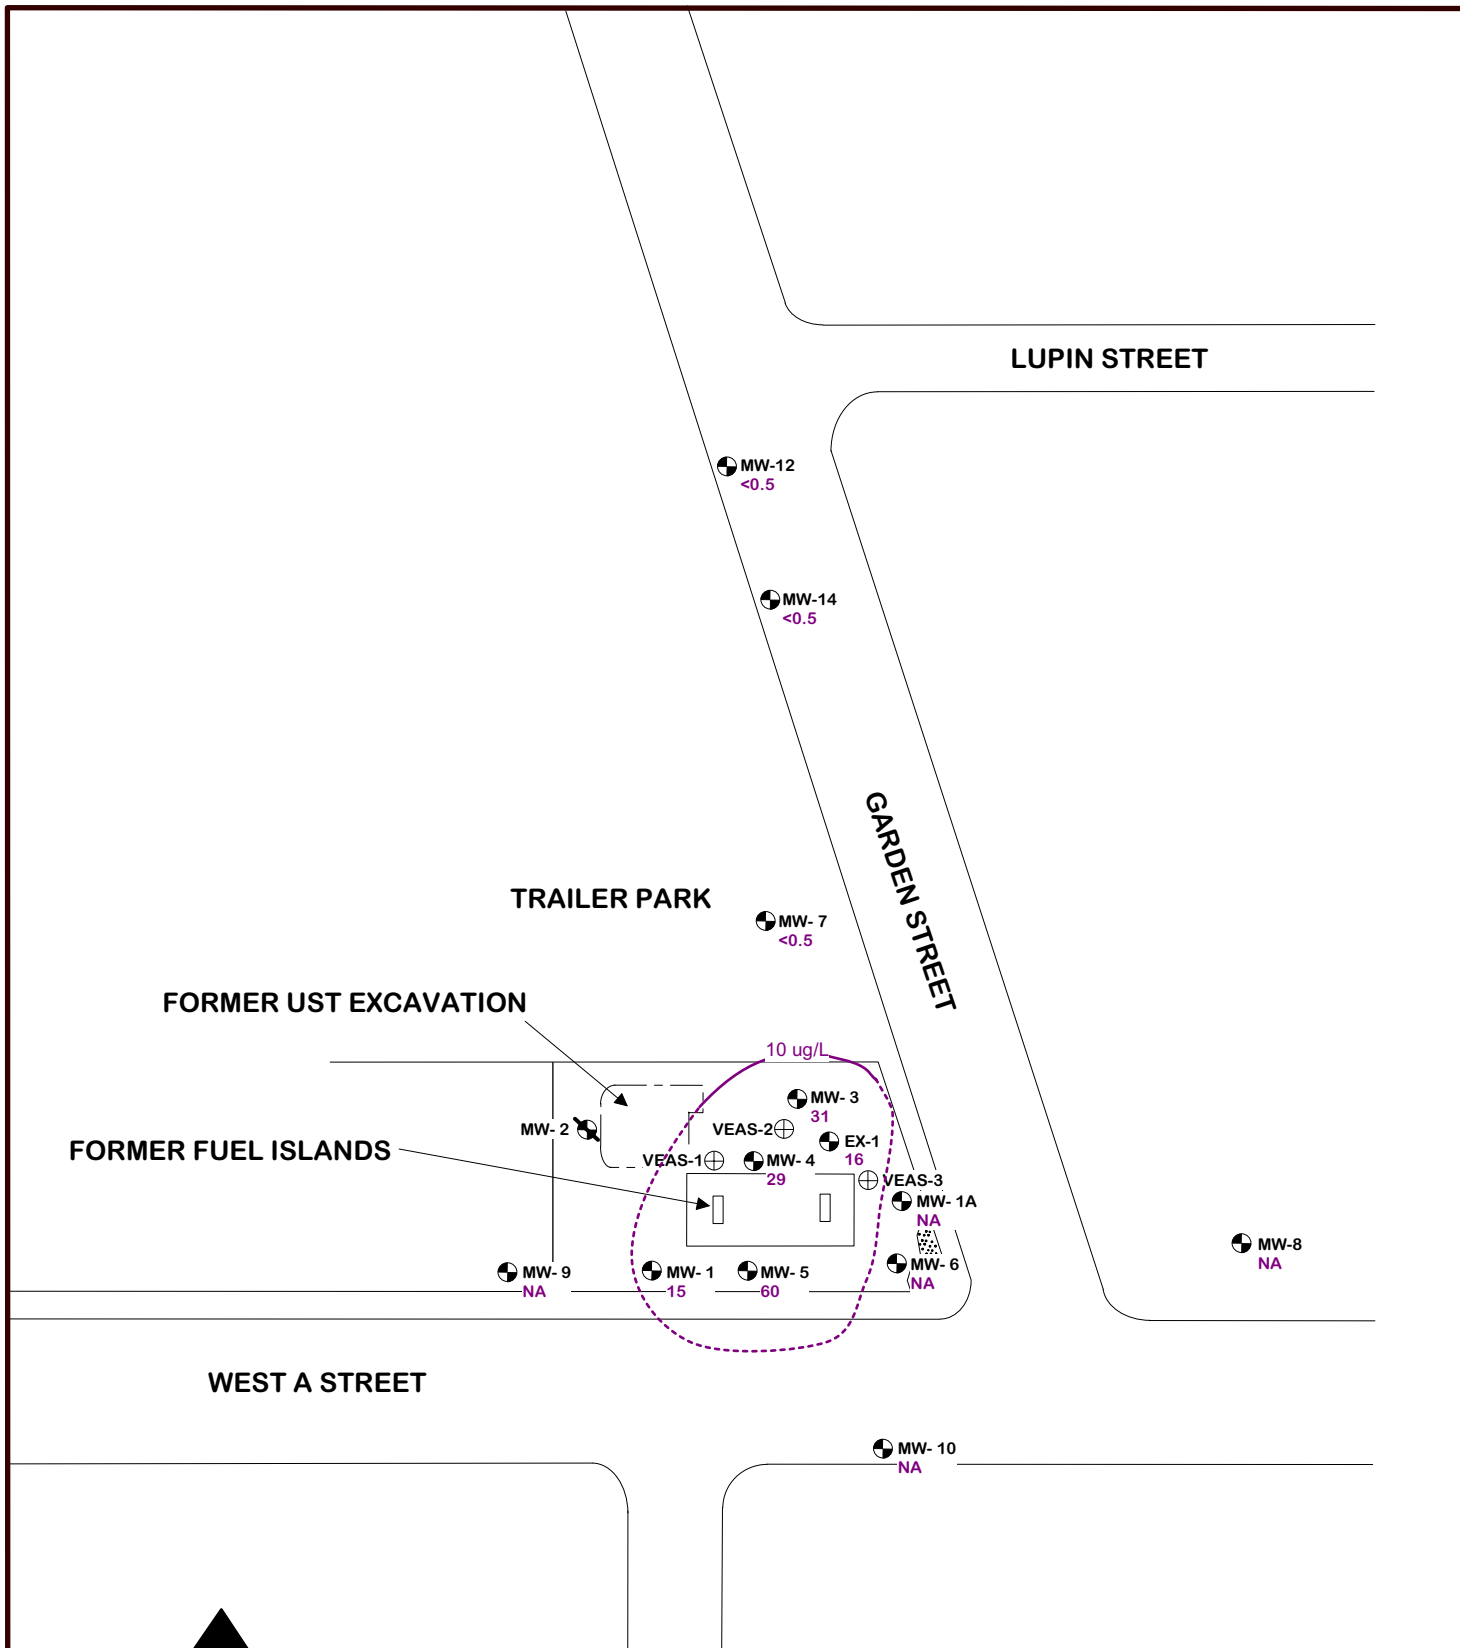 LUPIN STREET
MW-12
<0.5
MW-14
<0.5
GARDEN STREET
TRAILER PARK
MW- 7
<0.5
FORMER UST EXCAVATION
10 ug/L
MW- 3
31
MW- 2
VEAS-2
EX-1
16
FORMER FUEL ISLANDS
VEAS-1
MW- 4
29
VEAS-3
MW- 1A
NA
MW-8
NA
MW- 9
NA
MW- 1
15
MW- 5
60
MW- 6
NA
WEST A STREET
MW- 10
NA